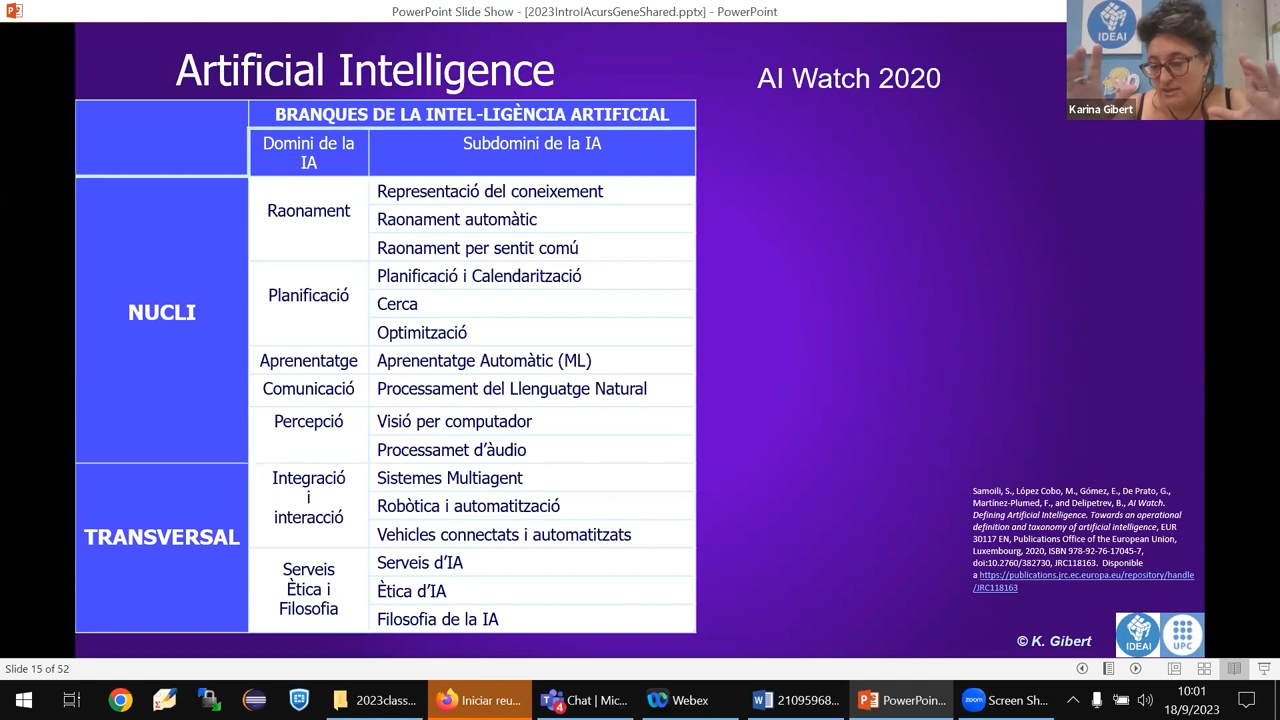 PowerPoint Slide Show - [2023IntroIAcursGeneShared.pptx] - PowerPoint
IDEAI
Karina Gibert
Artificial Intelligence
AI Watch 2020
BRANQUES DE LA INTEL-LIGÈNCIA ARTIFICIAL
Domini de la
IA
Subdomini de la IA
NUCLI
Raonament
Representació del coneixement
Raonament automàtic
Raonament per sentit comú
Planificació
Planificació i Calendarització
Cerca
Optimització
Aprenentatge
Aprenentatge Automàtic (ML)
Comunicació
Processament del Llenguatge Natural
Percepció
Visió per computador
Processamet d’àudio
TRANSVERSAL
Integració
i
interacció
Sistemes Multiagent
Robòtica i automatització
Vehicles connectats i automatitzats
Serveis
Ètica i
Filosofia
Serveis d’IA
Ètica d’IA
Filosofia de la IA
Samoili, S., López Cobo, M., Gómez, E., De Prato, G.,
Martínez-Plumed, F., and Delipetrev, B., AI Watch.
Defining Artificial Intelligence. Towards an operational
definition and taxonomy of artificial intelligence, EUR
30117 EN, Publications Office of the European Union,
Luxembourg, 2020, ISBN 978-92-76-17045-7,
doi:10.2760/382730, JRC118163. Disponible
a https://publications.jrc.ec.europa.eu/repository/handle
/JRC118163
© K. Gibert
IDEAI
UPC
Slide 15 of 52
2023class...
Iniciar reu...
4
Chat | Mic...
Webex
21095968...
PowerPoin...
zoom
Screen Sh...
10:01
18/9/2023